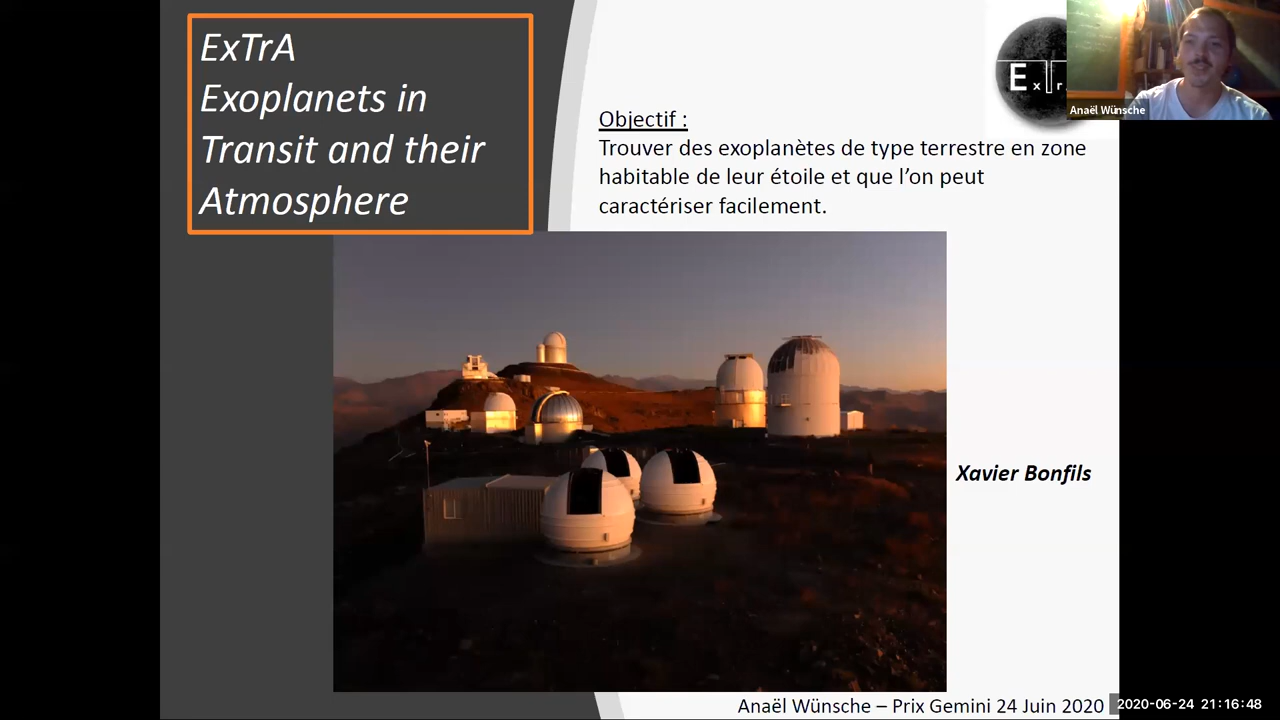 ExTrA
Exoplanets in
Transit and their
Atmosphere
Objectif :
Trouver des exoplanètes de type terrestre en zone
habitable de leur étoile et que l’on peut
caractériser facilement.
Ex
Anaël Wünsche
Xavier Bonfils
Anaël Wünsche – Prix Gemini 24 Juin 2020
2020-06-24 21:16:48